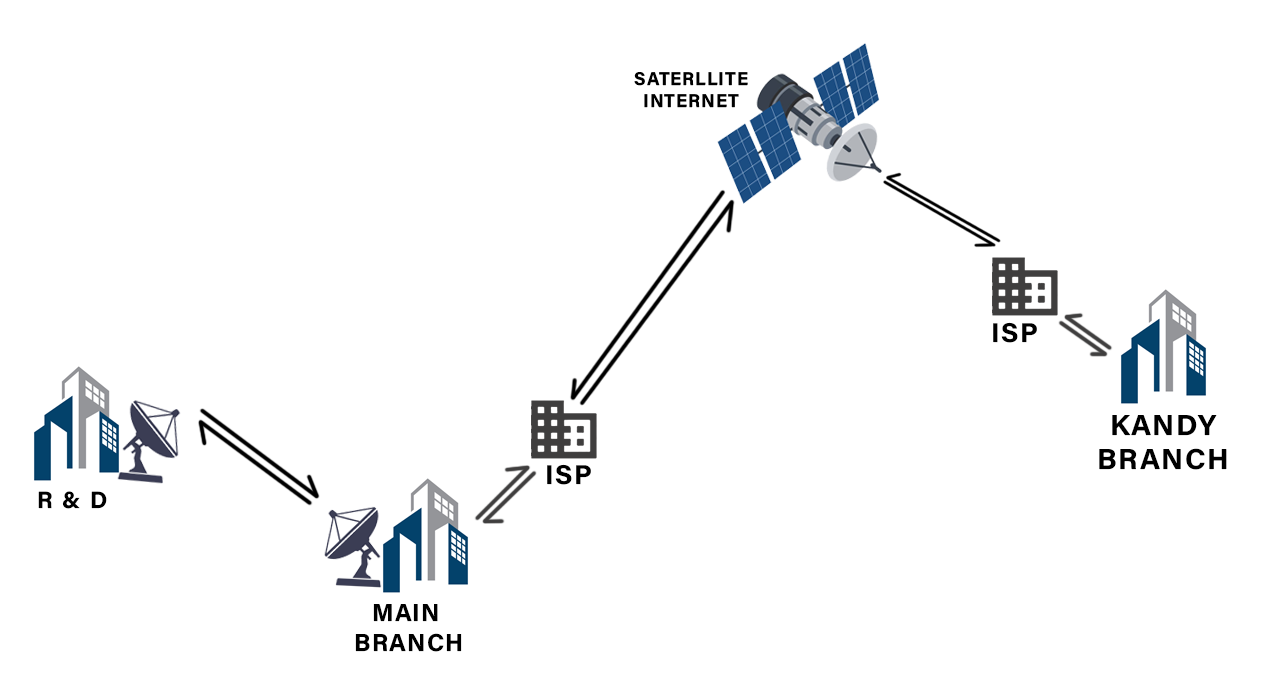 SATERLLITE
INTERNET
ISP
KANDY
BRANCH
R & D
ISP
MAIN
BRANCH